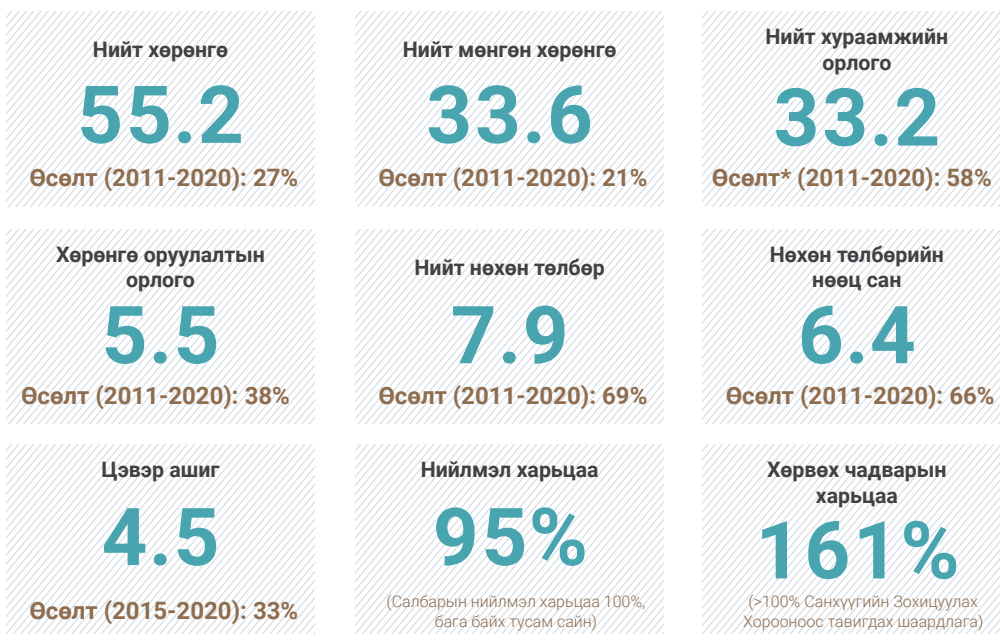 Нийт хөрөнгө
55.2
Өсөлт (2011-2020): 27%
Нийт мөнгөн хөрөнгө
33.6
Өсөлт (2011-2020): 21%
Нийт хураамжийн
орлого
33.2
Өсөлт* (2011-2020): 58%
Хөрөнгө оруулалтын
орлого
5.5
Өсөлт (2011-2020): 38%
Нийт нөхөн төлбөр
7.9
Өсөлт (2011-2020): 69%
Нөхөн төлбөрийн
нөөц сан
6.4
Өсөлт (2011-2020): 66%
Цэвэр ашиг
4.5
Өсөлт (2015-2020): 33%
Нийлмэл харьцаа
95%
(Салбарын нийлмэл харьцаа 100%,
бага байх тусам сайн)
Хөрвөх чадварын
харьцаа
161%
(>100% Санхүүгийн Зохицуулах
Хорооноос тавигдах шаардлага)